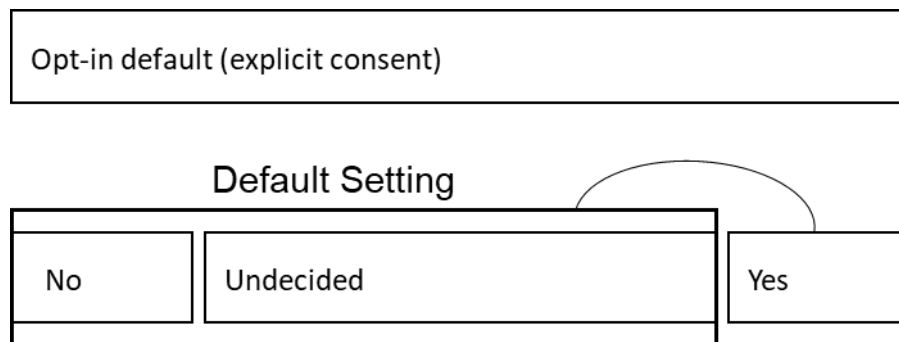 Opt-in default (explicit consent)
Default Setting
No
Undecided
Yes